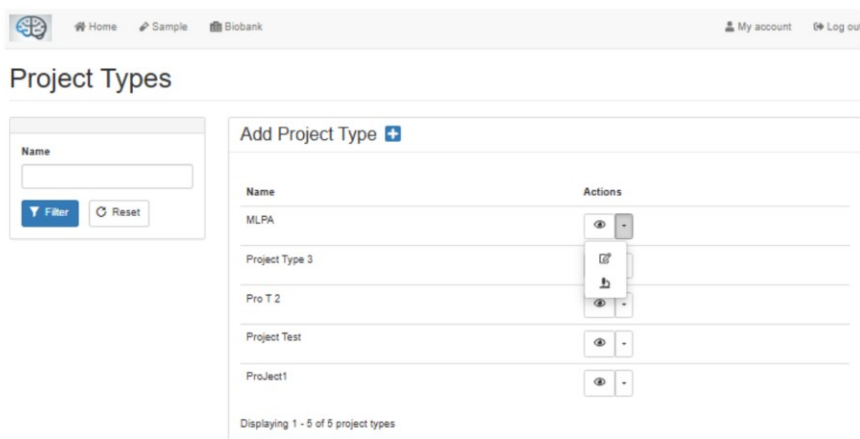 Home Sample Biobank My account Log out
Project Types
Name
Filter Reset
Add Project Type
Name Actions
MLPA
Project Type 3
Pro T 2
Project Test
ProJect1
Displaying 1 - 5 of 5 project types